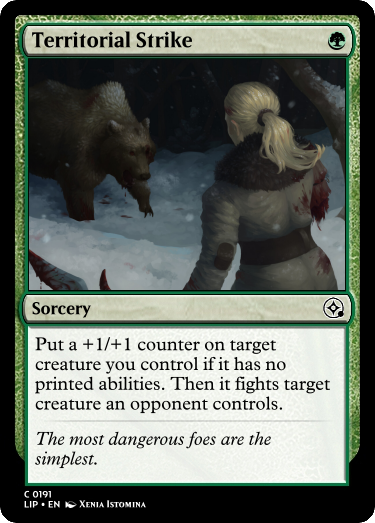 Territorial Strike
Sorcery
Put a +1/+1 counter on target
creature you control if it has no
printed abilities. Then it fights target
creature an opponent controls.
The most dangerous foes are the
simplest.
C 0191
LIP • EN Xenia Istomina